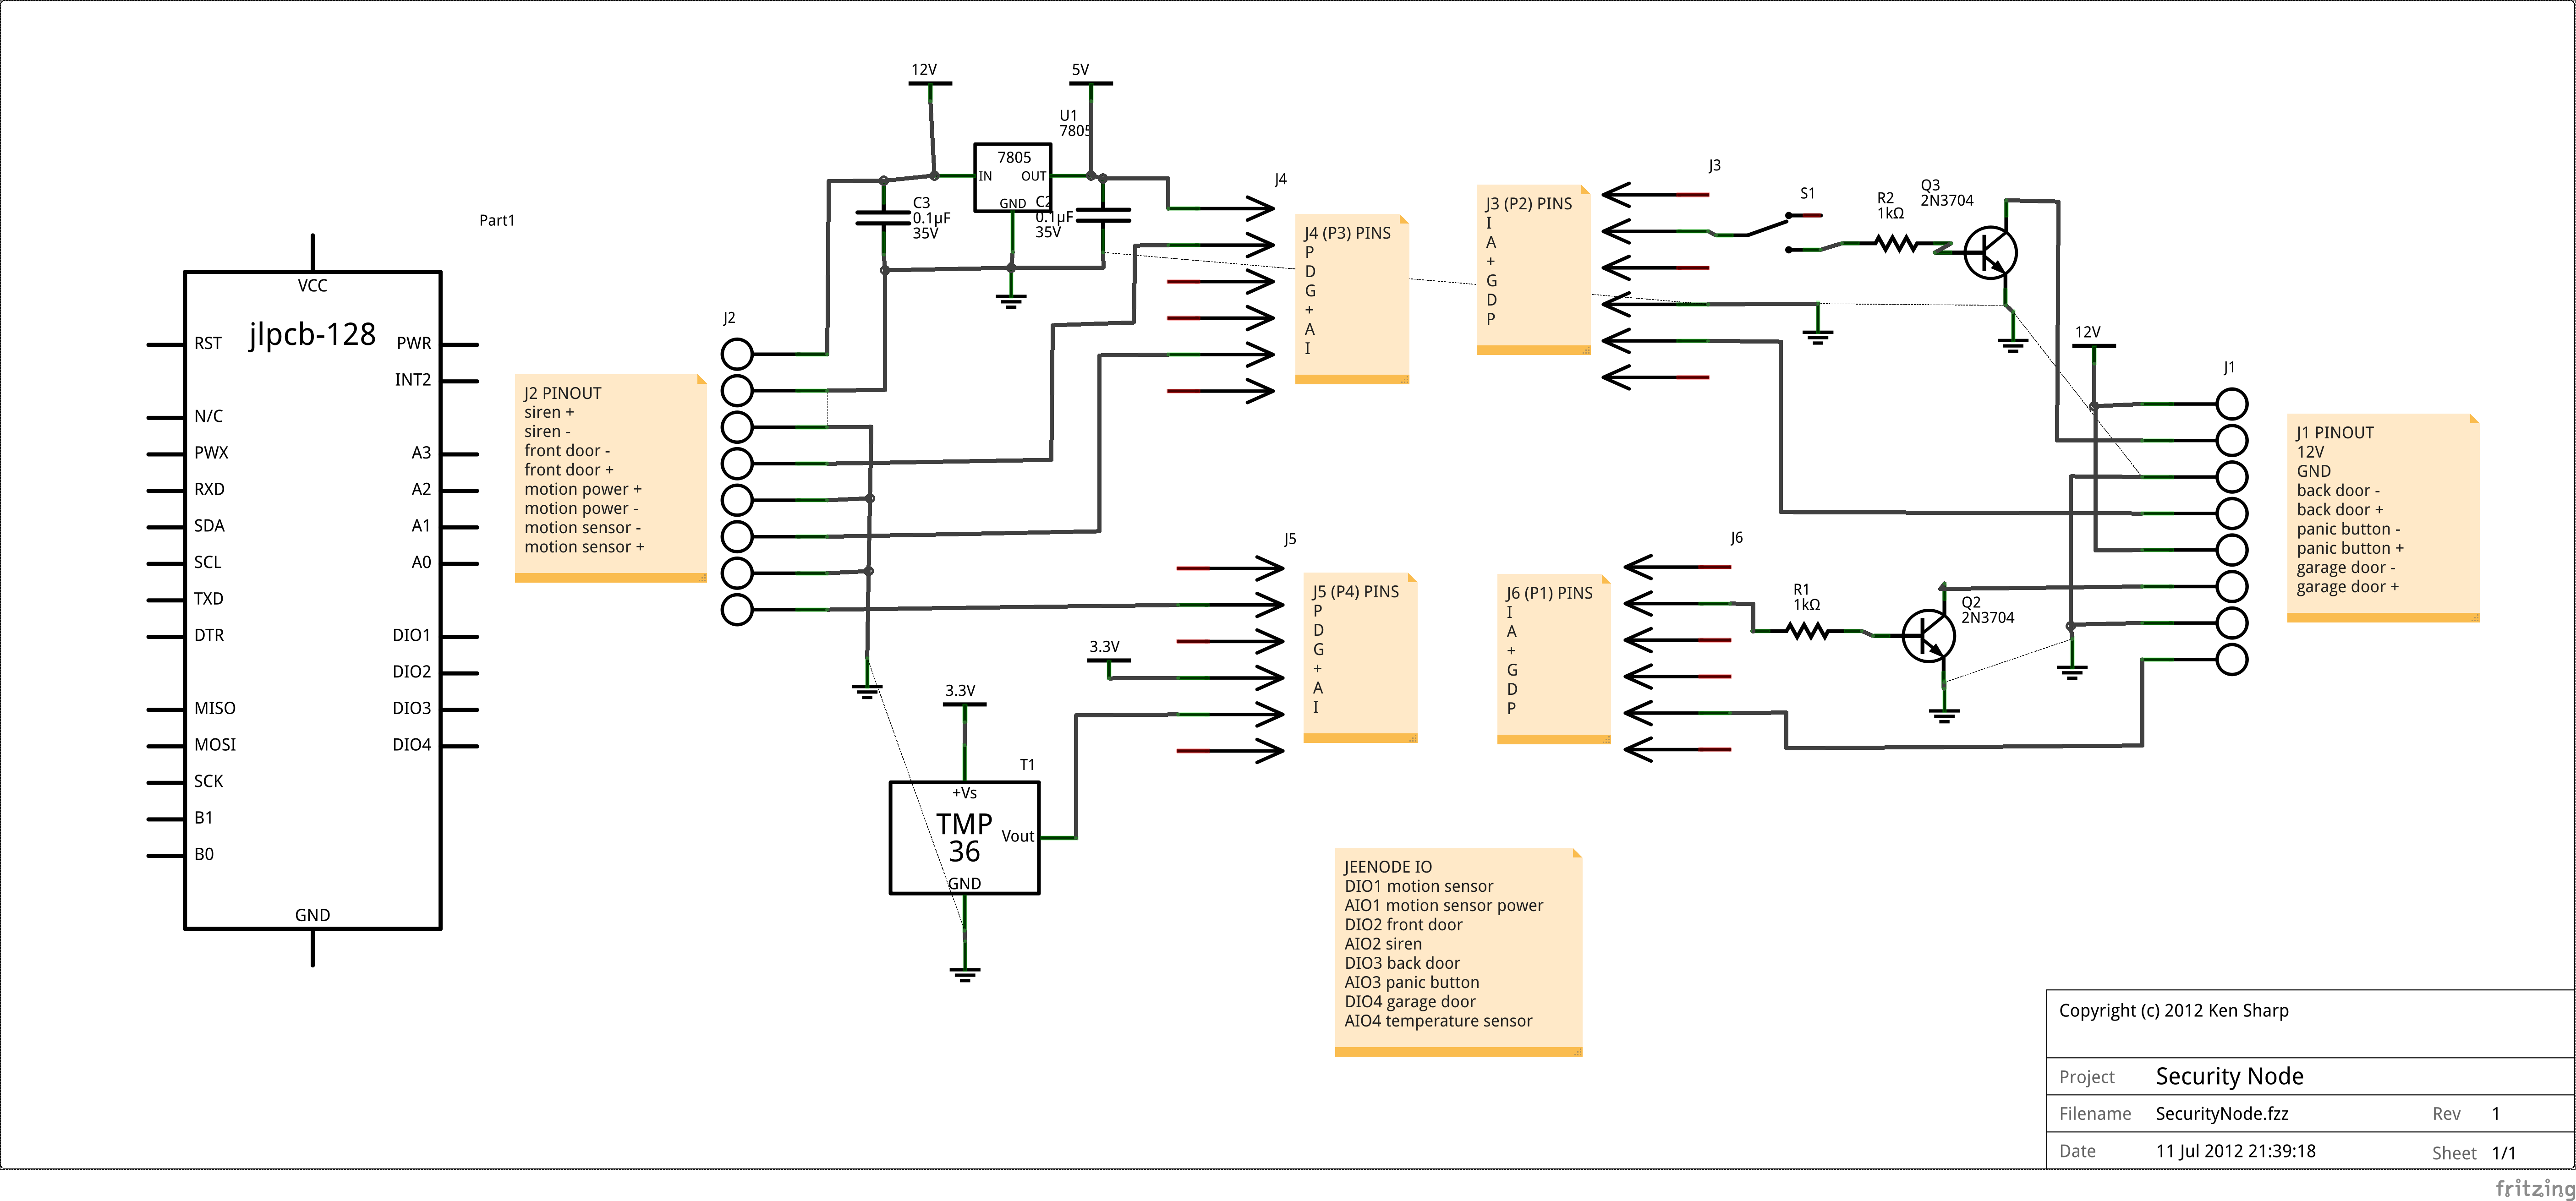 12V
5V
U1
7805
7805
IN
OUT
GND
C3
0.1µF
35V
C2
0.1µF
35V
Part1
VCC
jlpcb-128
RST
N/C
PWX
RXD
SDA
SCL
TXD
DTR
MISO
MOSI
SCK
B1
B0
PWR
INT2
A3
A2
A1
A0
DIO1
DIO2
DIO3
DIO4
GND
J2 PINOUT
siren +
siren -
front door -
front door +
motion power +
motion power -
motion sensor -
motion sensor +
J2
J4
J4 (P3) PINS
P
D
G
+
A
I
J3 (P2) PINS
I
A
+
G
D
P
J3
S1
R2
1kΩ
Q3
2N3704
12V
J1
J1 PINOUT
12V
GND
back door -
back door +
panic button -
panic button +
garage door -
garage door +
J5
J5 (P4) PINS
P
D
G
+
A
I
J6 (P1) PINS
I
A
+
G
D
P
J6
R1
1kΩ
Q2
2N3704
3.3V
3.3V
T1
+Vs
TMP
36
Vout
GND
JEENODE IO
DIO1 motion sensor
AIO1 motion sensor power
DIO2 front door
AIO2 siren
DIO3 back door
AIO3 panic button
DIO4 garage door
AIO4 temperature sensor
Copyright (c) 2012 Ken Sharp
Project Security Node
Filename SecurityNode.fzz Rev 1
Date 11 Jul 2012 21:39:18 Sheet 1/1
fritzing